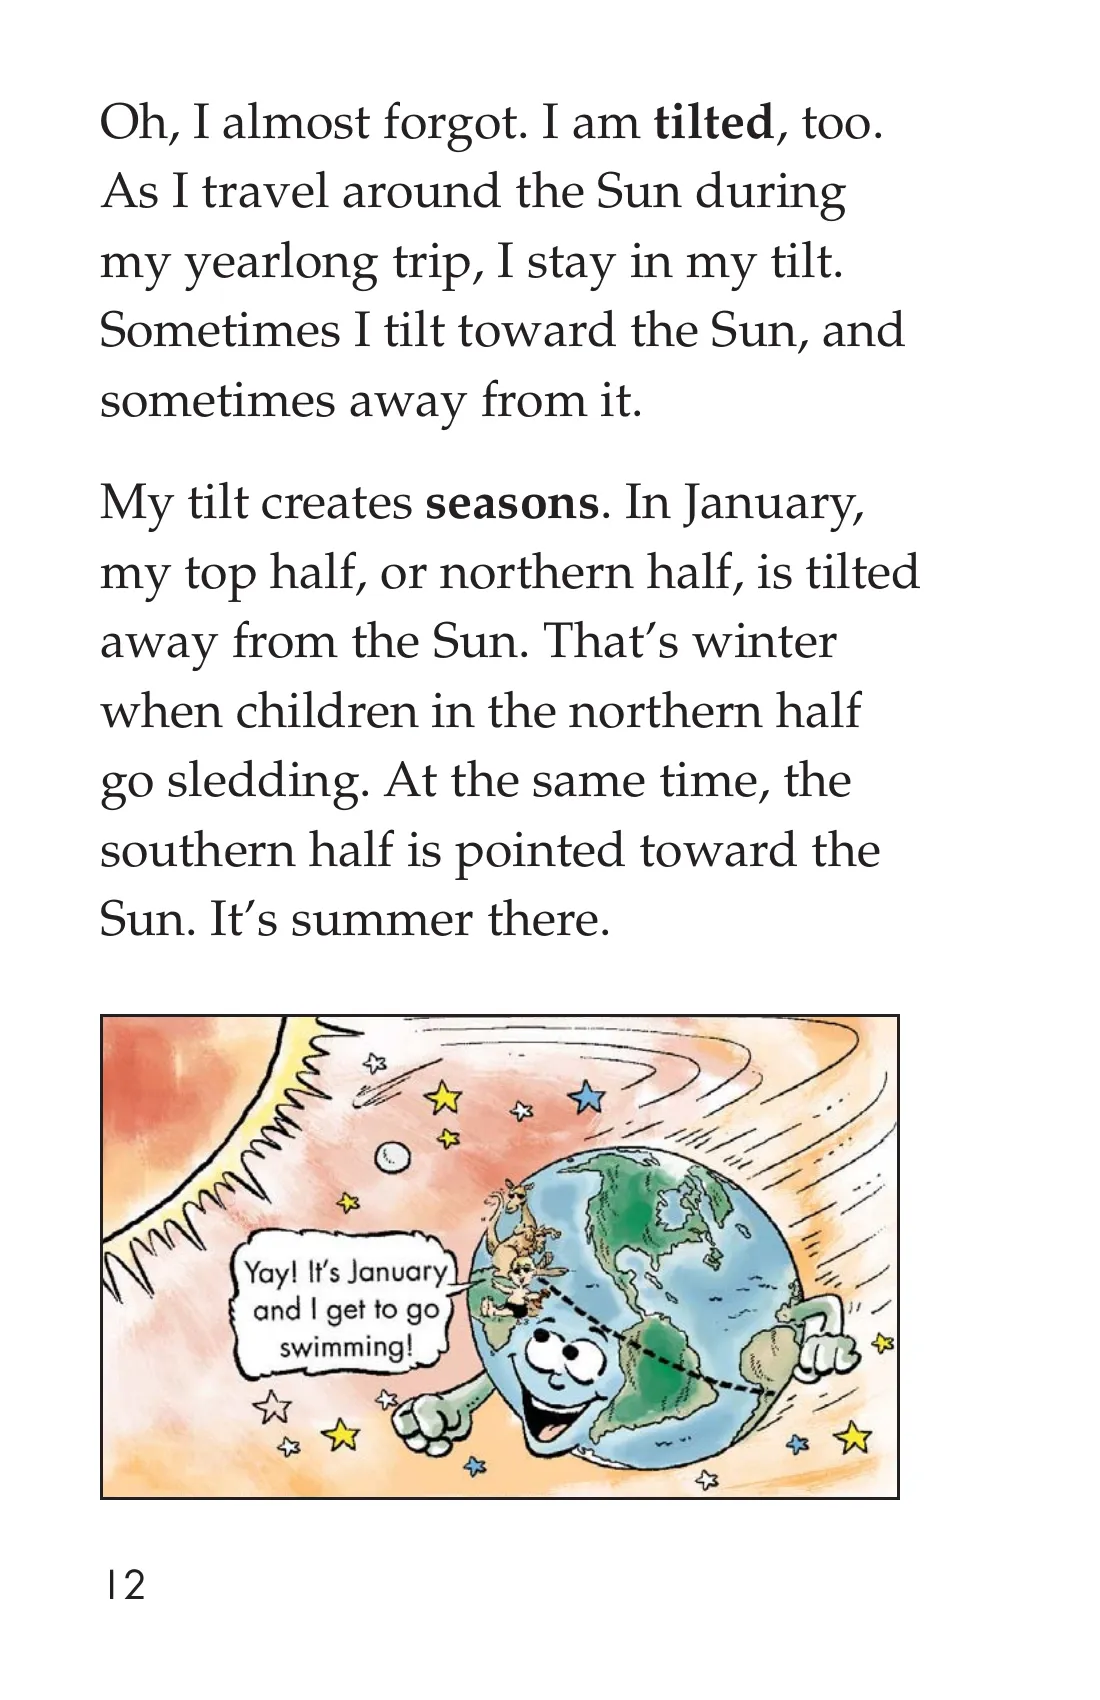 Oh, I almost forgot. I am tilted, too.
As I travel around the Sun during
my yearlong trip, I stay in my tilt.
Sometimes I tilt toward the Sun, and
sometimes away from it.
My tilt creates seasons. In January,
my top half, or northern half, is tilted
away from the Sun. That’s winter
when children in the northern half
go sledding. At the same time, the
southern half is pointed toward the
Sun. It’s summer there.
Yay! It’s January
and I get to go
swimming!
12